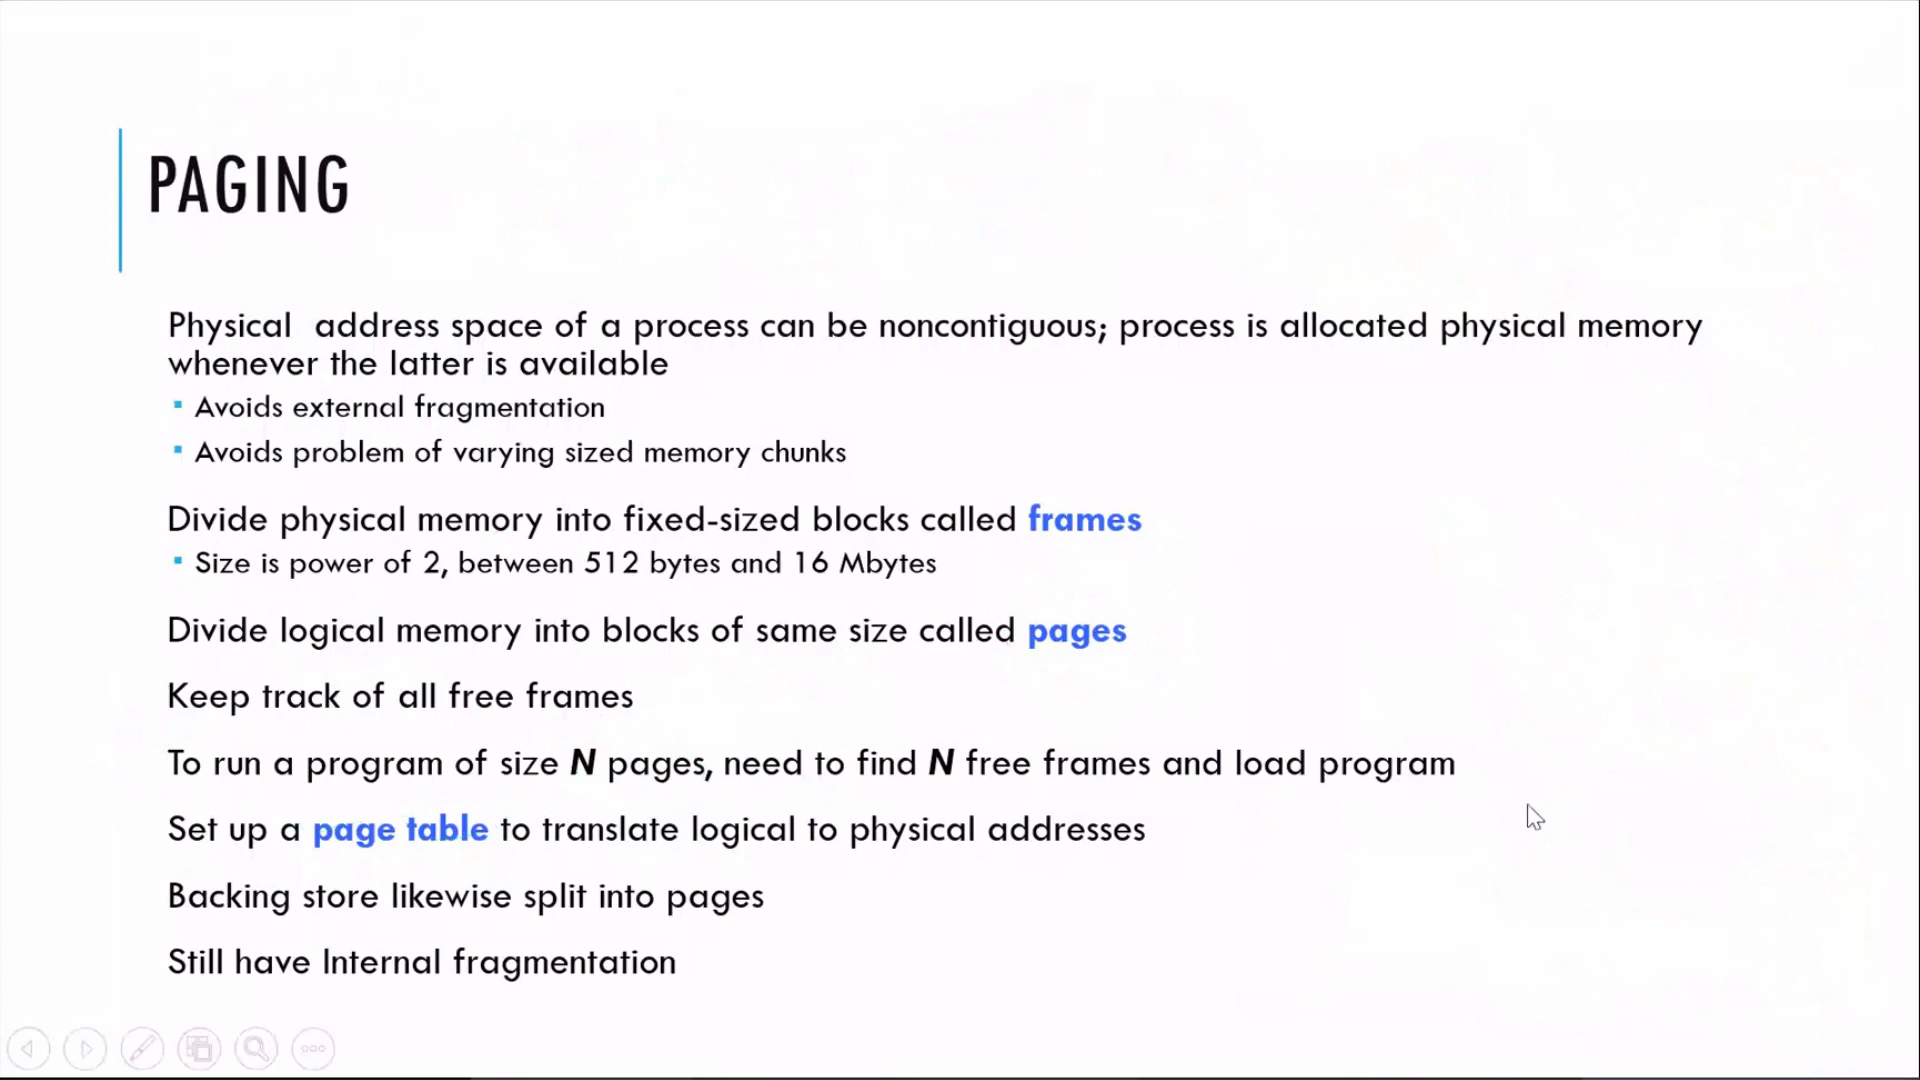 PAGING
Physical  address space of a process can be noncontiguous; process is allocated physical memory
whenever the latter is available
▪ Avoids external fragmentation
▪ Avoids problem of varying sized memory chunks
Divide physical memory into fixed-sized blocks called frames
▪ Size is power of 2, between 512 bytes and 16 Mbytes
Divide logical memory into blocks of same size called pages
Keep track of all free frames
To run a program of size N pages, need to find N free frames and load program
Set up a page table to translate logical to physical addresses
Backing store likewise split into pages
Still have Internal fragmentation